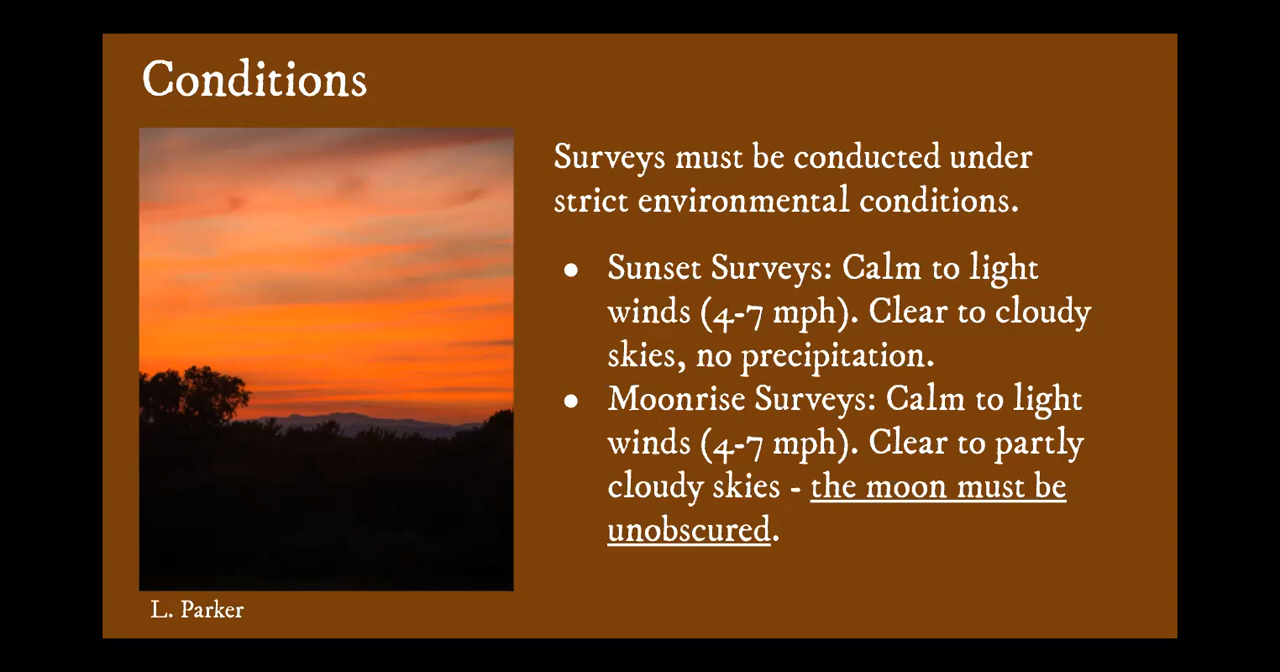 Conditions
Surveys must be conducted under
strict environmental conditions.
● Sunset Surveys: Calm to light
winds (4-7 mph). Clear to cloudy
skies, no precipitation.
● Moonrise Surveys: Calm to light
winds (4-7 mph). Clear to partly
cloudy skies - the moon must be
unobscured.
L. Parker